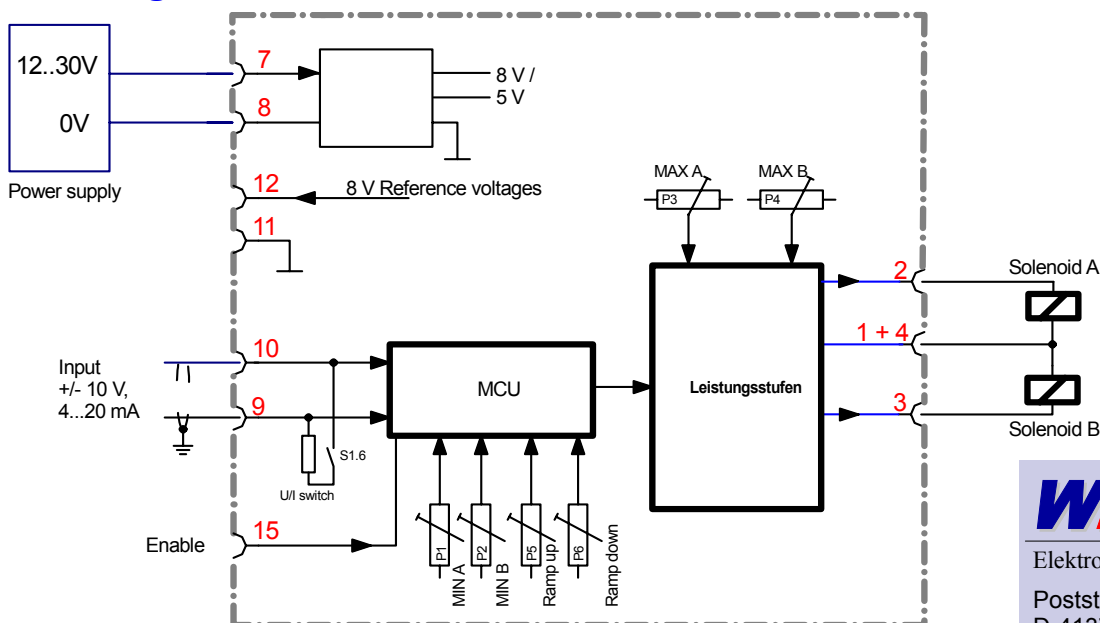 12..30V
0V
Power supply
7
8
8 V /
5 V
12
8 V Reference voltages
11
MAX A
MAX B
P3
P4
2
Solenoid A
1 + 4
Leistungsstufen
3
Solenoid B
10
Input
+/- 10 V,
4...20 mA
MCU
9
S1.6
U/I switch
15
Enable
P1
P2
P5
P6
MIN A
MIN B
Ramp up
Ramp down